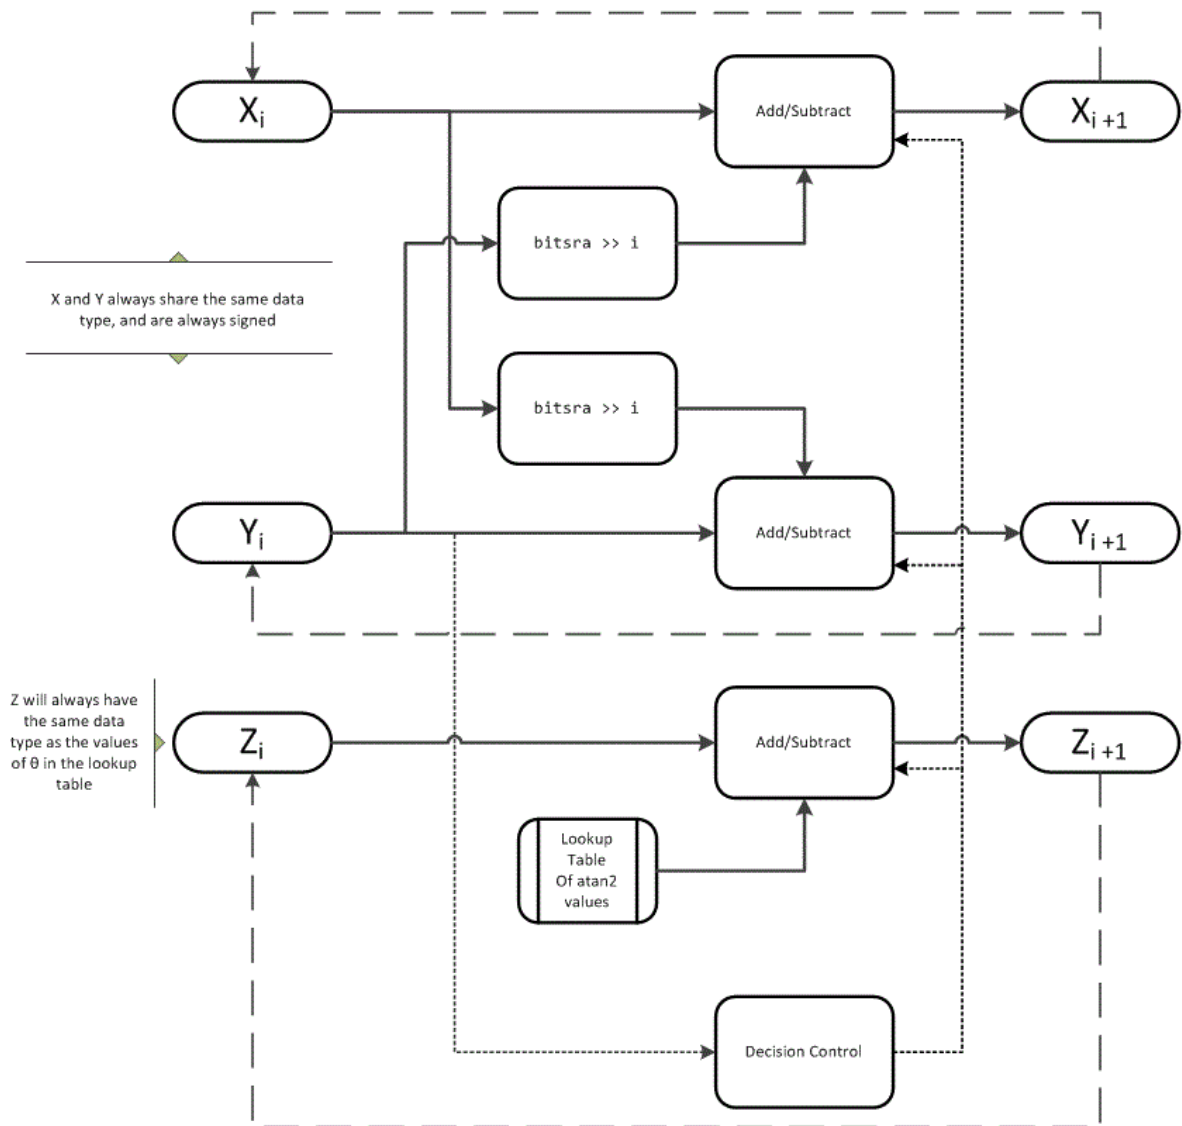 Xi
Add/Subtract
Xi +1
bitsra >> i
X and Y always share the same data
type, and are always signed
bitsra >> i
Yi
Add/Subtract
Yi +1
Z will always have
the same data
type as the values
of θ in the lookup
table
Zi
Add/Subtract
Zi +1
Lookup
Table
Of atan2
values
Decision Control